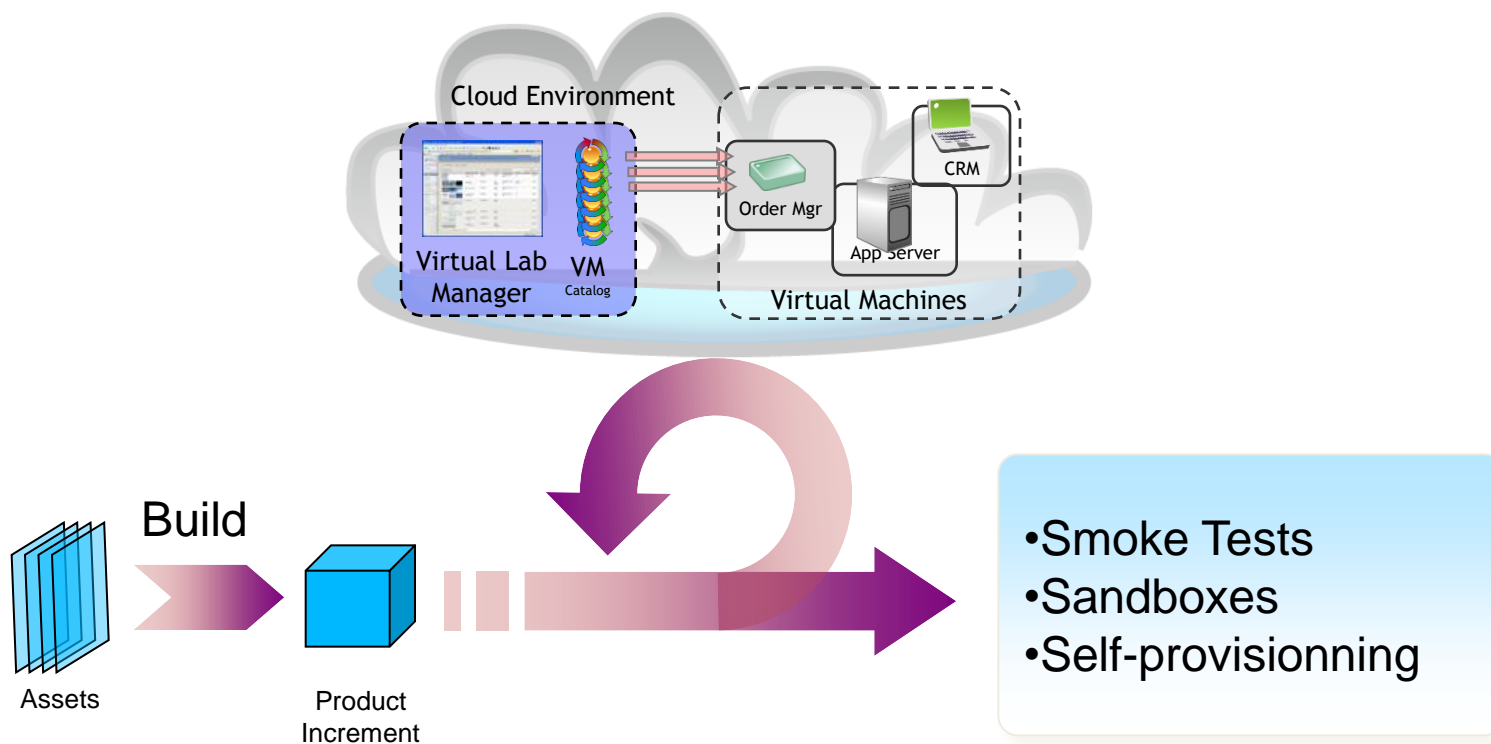 Cloud Environment
Virtual Lab
Manager
VM
Catalog
Order Mgr
App Server
CRM
Virtual Machines
Build
Assets
Product
Increment
•Smoke Tests
•Sandboxes
•Self-provisionning